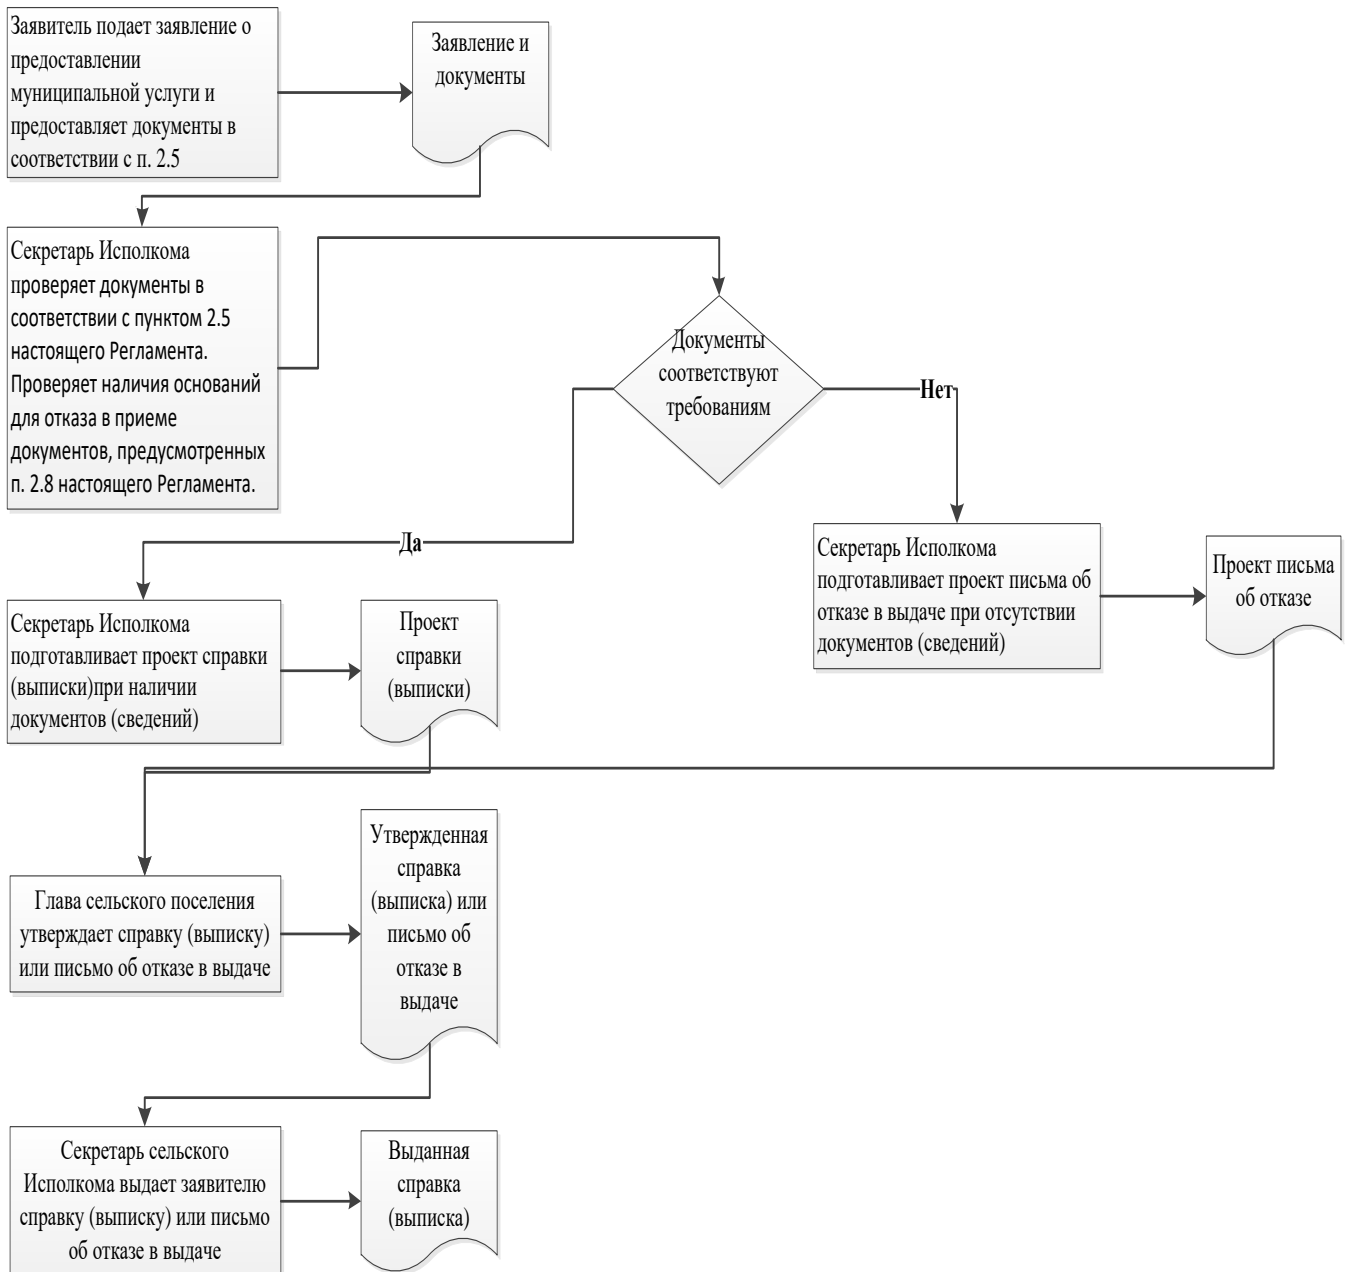 Заявитель подает заявление о
предоставлении
муниципальной услуги и
предоставляет документы в
соответствии с п. 2.5
Заявление и
документы
Секретарь Исполкома
проверяет документы в
соответствии с пунктом 2.5
настоящего Регламента.
Проверяет наличия оснований
для отказа в приеме
документов, предусмотренных
п. 2.8 настоящего Регламента.
Документы
соответствуют
требованиям
Нет
Да
Секретарь Исполкома
подготавливает проект письма об
отказе в выдаче при отсутствии
документов (сведений)
Проект письма
об отказе
Секретарь Исполкома
подготавливает проект справки
(выписки)при наличии
документов (сведений)
Проект
справки
(выписки)
Глава сельского поселения
утверждает справку (выписку)
или письмо об отказе в выдаче
Утвержденная
справка
(выписка) или
письмо об
отказе в
выдаче
Секретарь сельского
Исполкома выдает заявителю
справку (выписку) или письмо
об отказе в выдаче
Выданная
справка
(выписка)